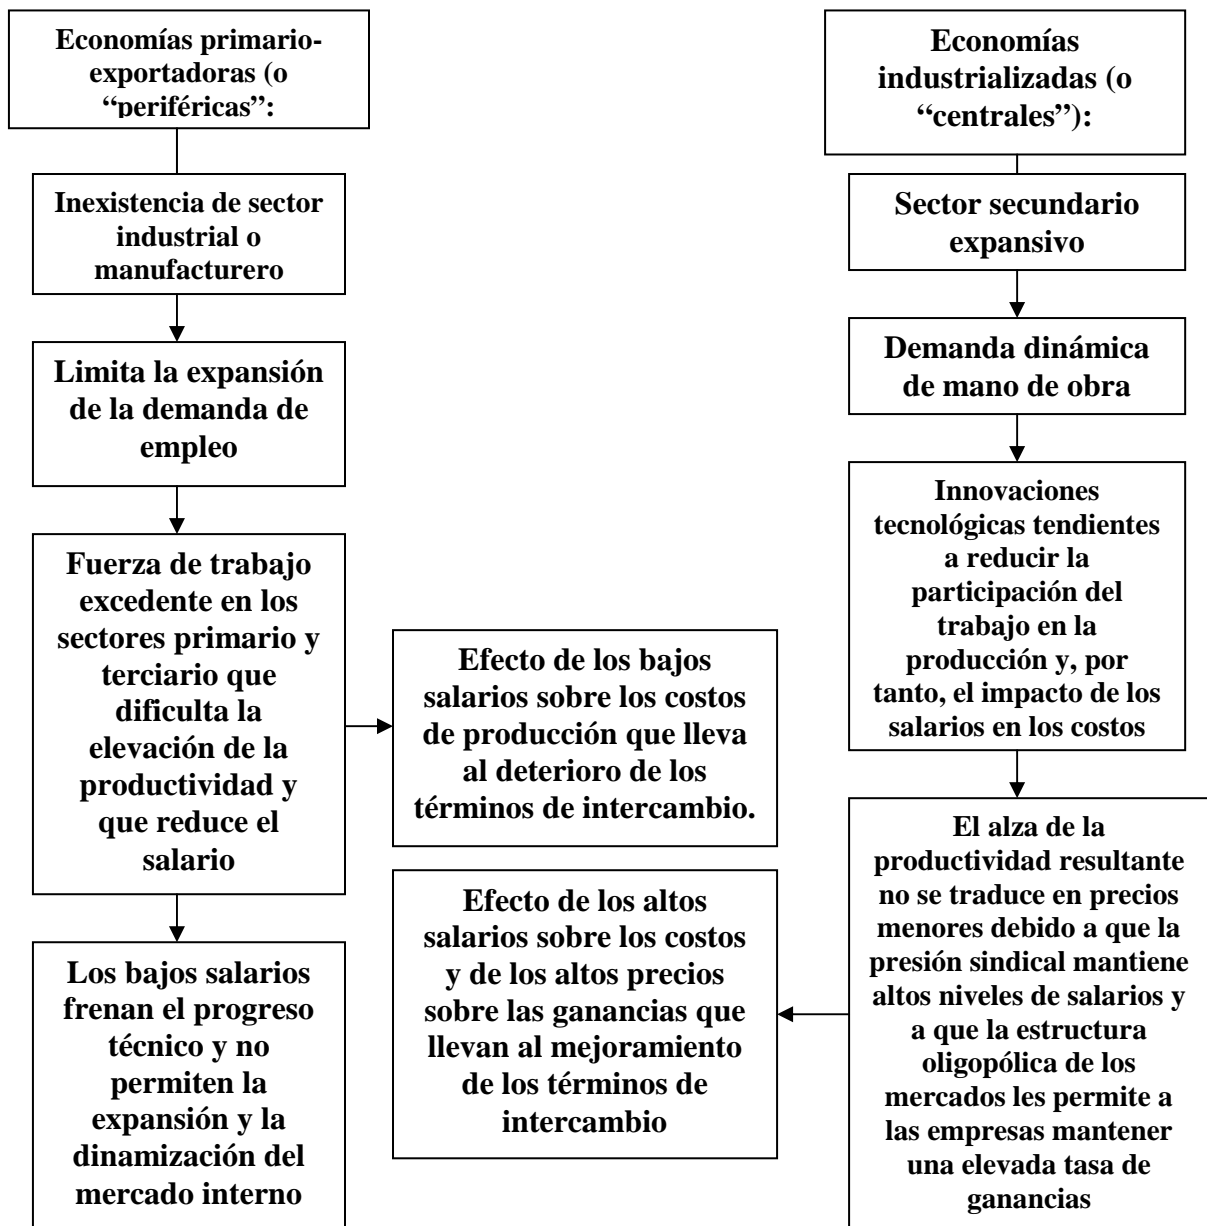 Economías primario-
exportadoras (o
“periféricas”:
Inexistencia de sector
industrial o
manufacturero
Limita la expansión
de la demanda de
empleo
Fuerza de trabajo
excedente en los
sectores primario y
terciario que
dificulta la
elevación de la
productividad y
que reduce el
salario
Los bajos salarios
frenan el progreso
técnico y no
permiten la
expansión y la
dinamización del
mercado interno
Efecto de los bajos
salarios sobre los costos
de producción que lleva
al deterioro de los
términos de intercambio.
Efecto de los altos
salarios sobre los costos
y de los altos precios
sobre las ganancias que
llevan al mejoramiento
de los términos de
intercambio
Economías
industrializadas (o
“centrales”):
Sector secundario
expansivo
Demanda dinámica
de mano de obra
Innovaciones
tecnológicas tendientes
a reducir la
participación del
trabajo en la
producción y, por
tanto, el impacto de los
salarios en los costos
El alza de la
productividad resultante
no se traduce en precios
menores debido a que la
presión sindical mantiene
altos niveles de salarios y
a que la estructura
oligopólica de los
mercados les permite a
las empresas mantener
una elevada tasa de
ganancias